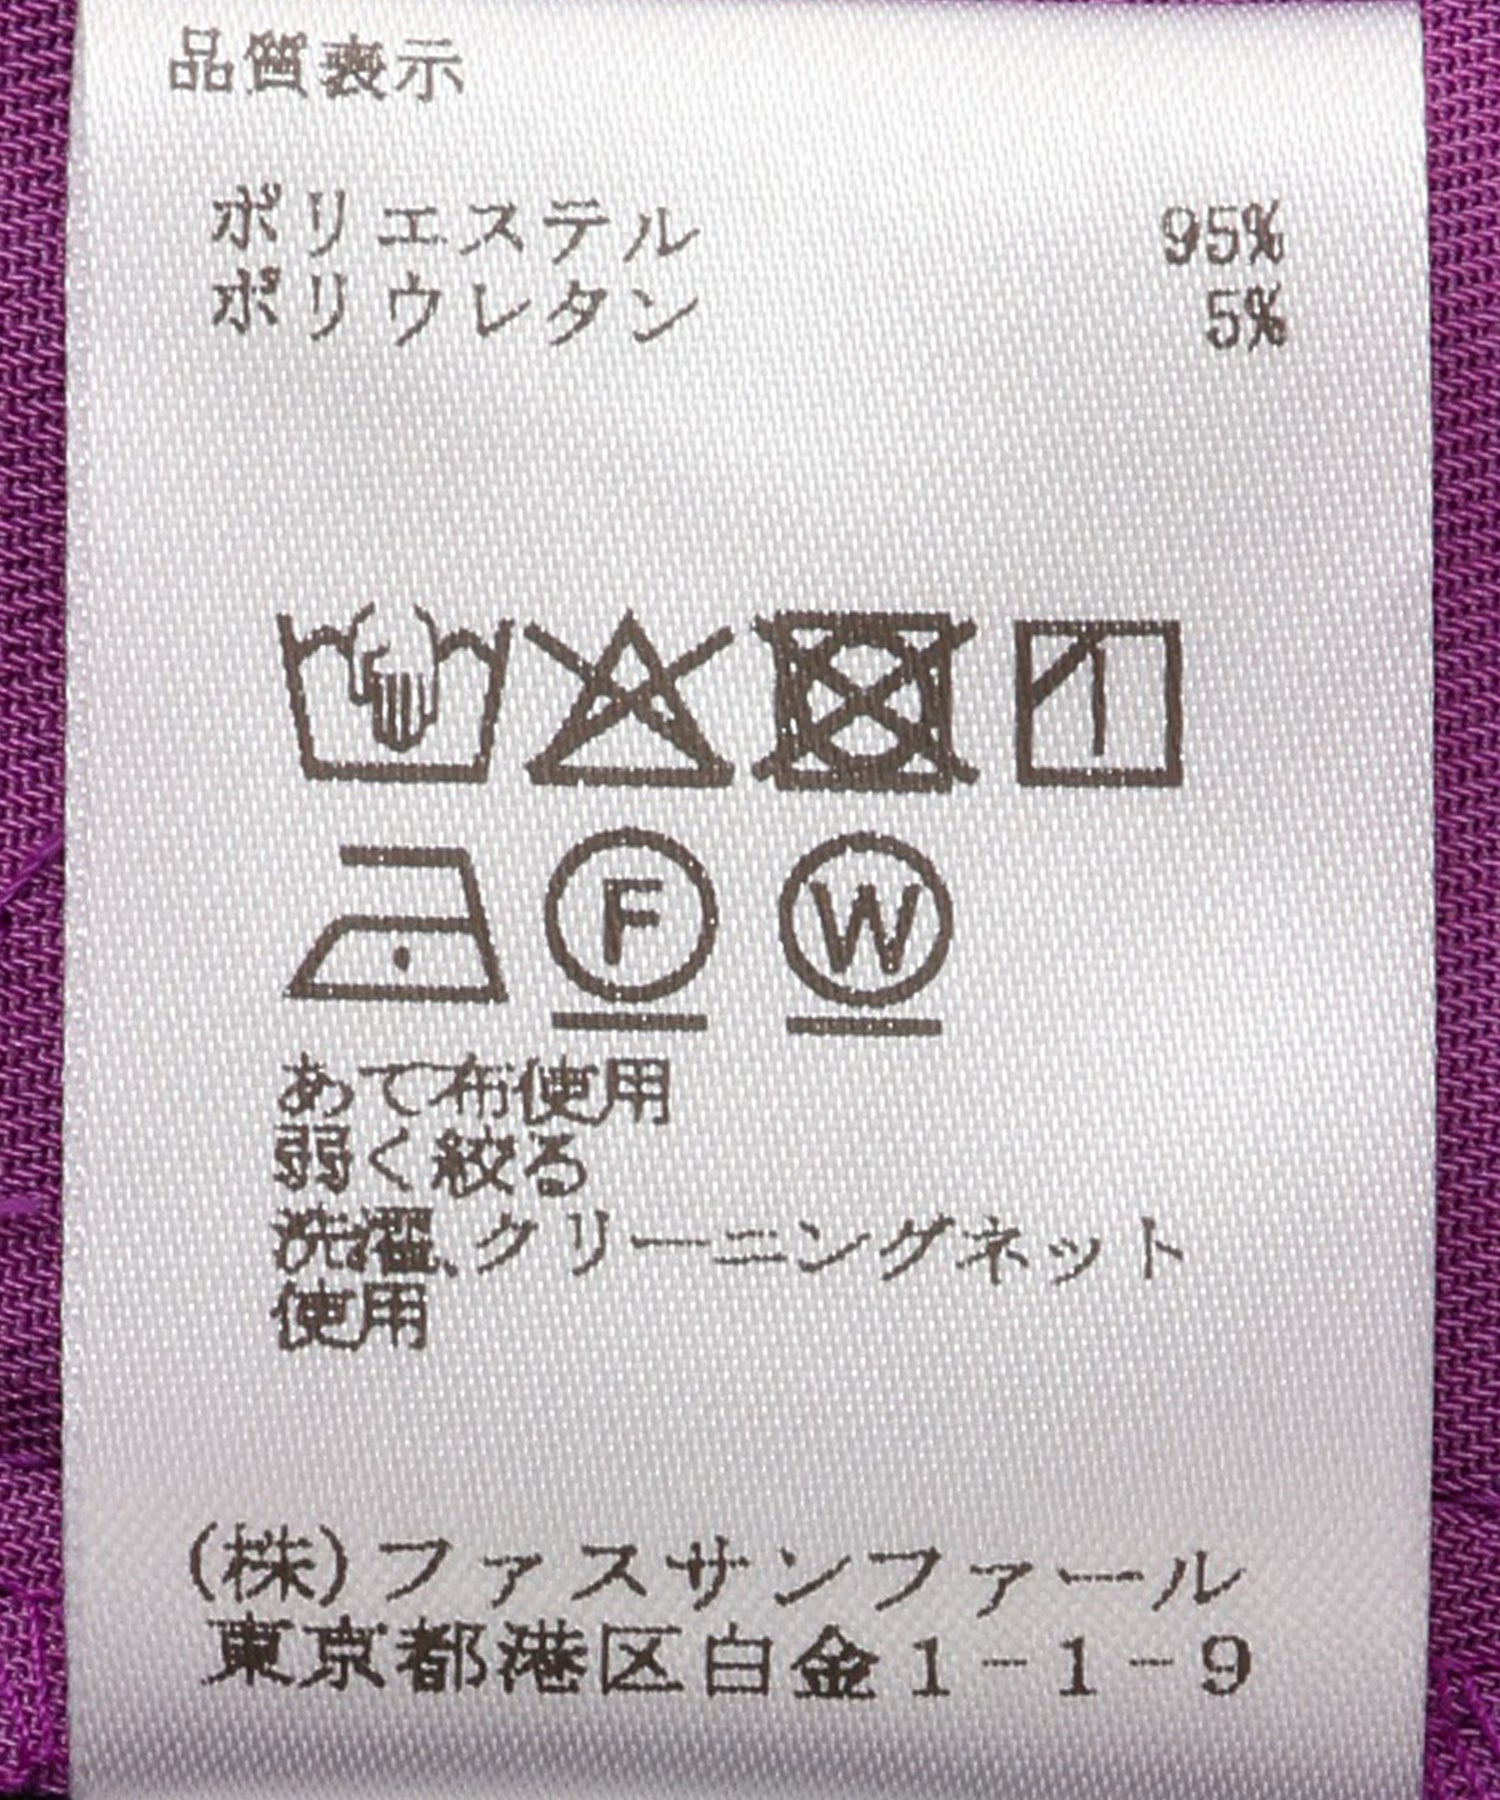 品質表示
ポリエステル 95%
ポリウレタン 5%
F W
あて布使用
弱く絞る
洗濯、クリーニングネット
使用
(株)ファスサンファール
東京都港区白金1-1-9